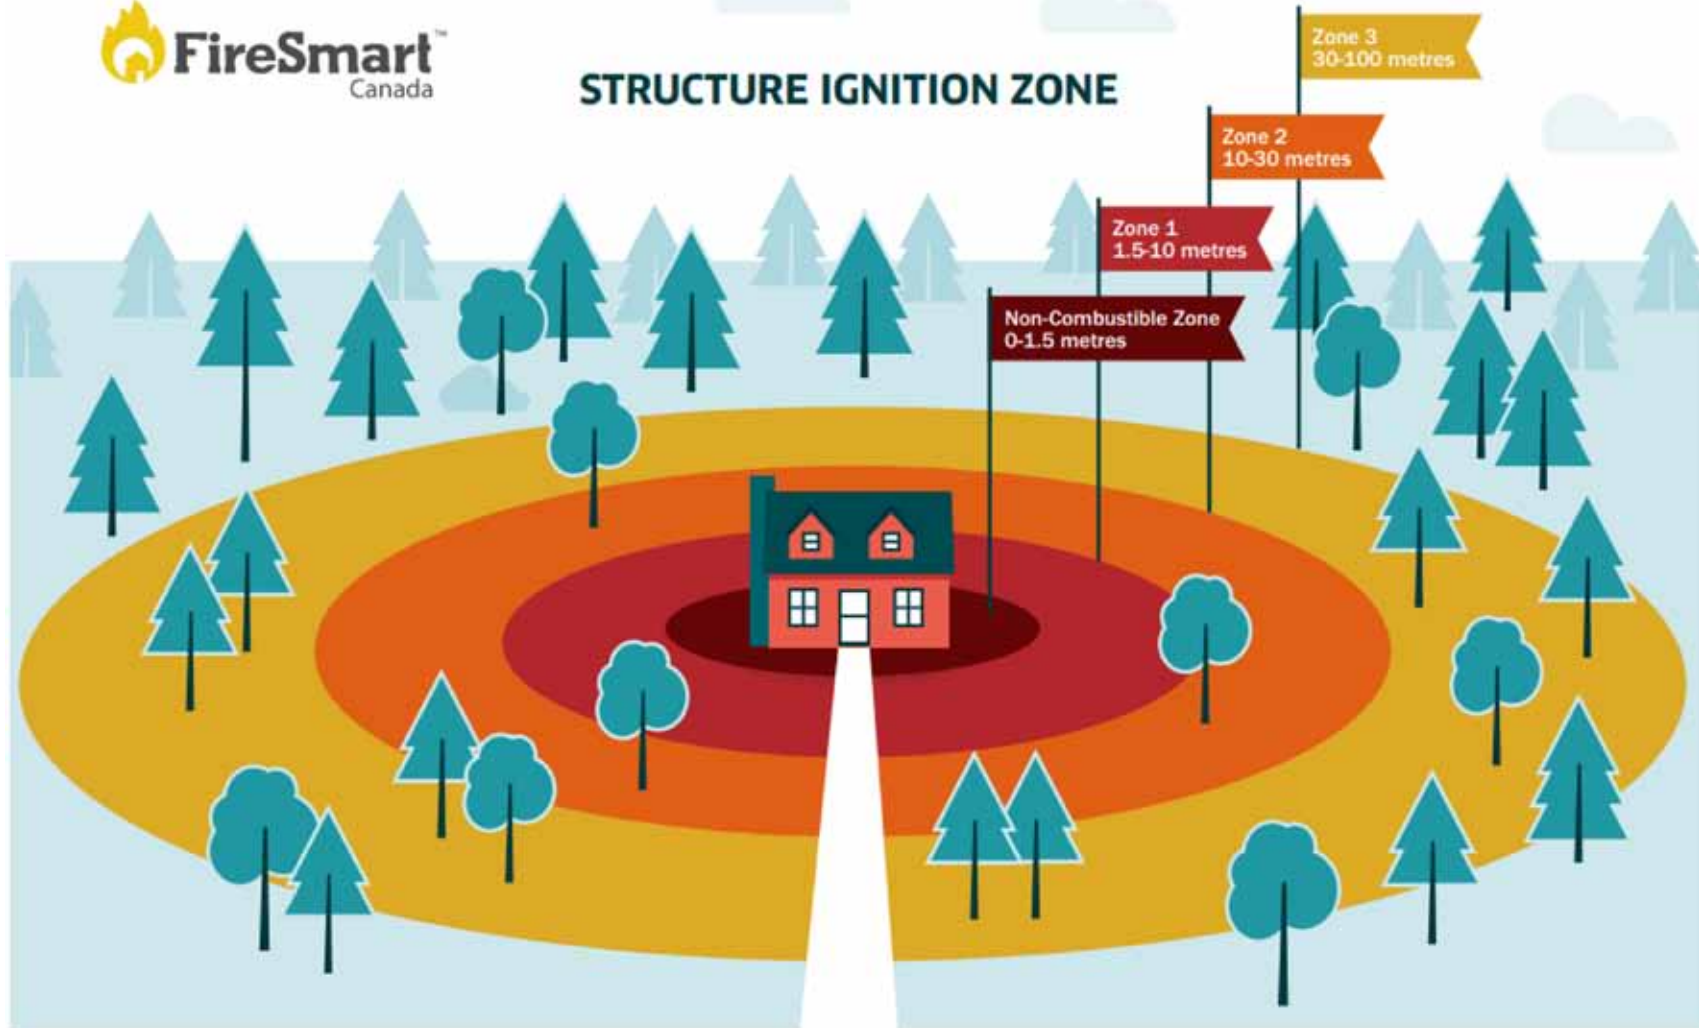 FireSmart™
Canada
STRUCTURE IGNITION ZONE
Zone 3
30-100 metres
Zone 2
10-30 metres
Zone 1
1.5-10 metres
Non-Combustible Zone
0-1.5 metres